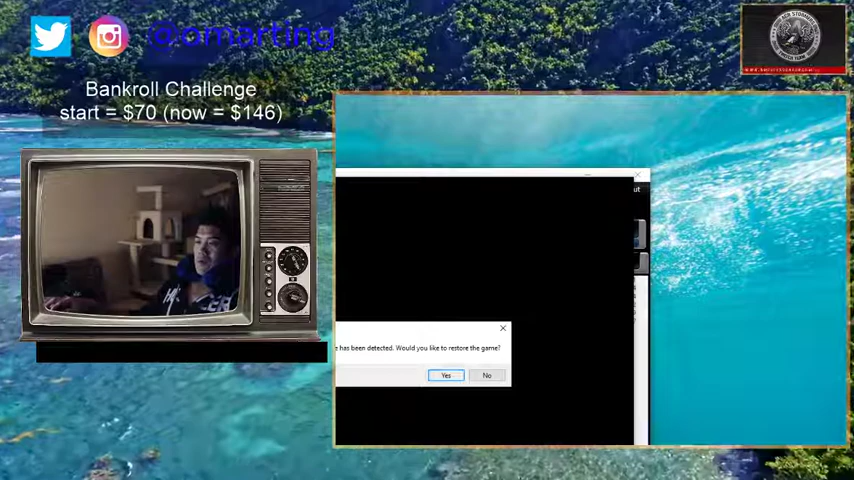 @omarting
Bankroll Challenge
start = $70 (now = $146)
ut
e has been detected. Would you like to restore the game?
Yes
No